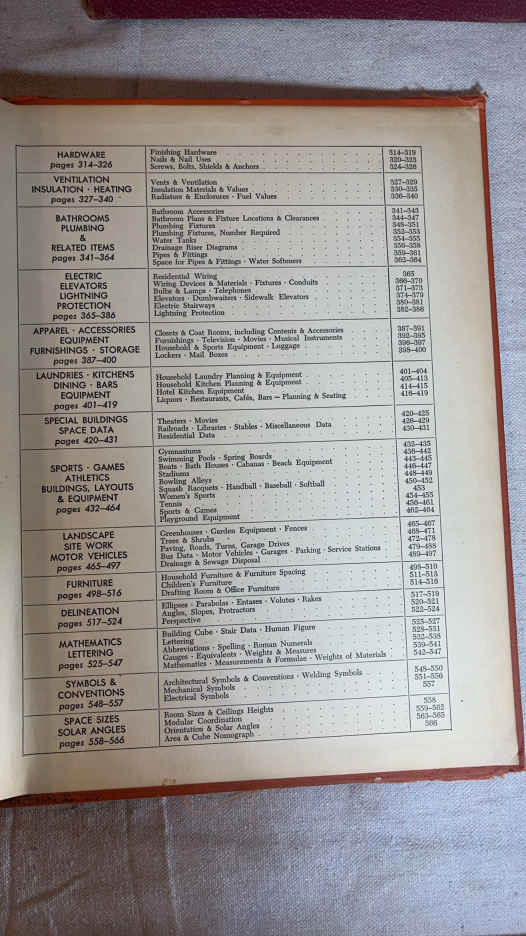 HARDWARE
pages 314–326
Finishing Hardware 314–319
Nails & Nail Uses 320–323
Screws, Bolts, Shields & Anchors 324–326
VENTILATION
INSULATION · HEATING
pages 327–340
Vents & Ventilation 327–329
Insulation Materials & Values 330–335
Radiators & Enclosures · Fuel Values 336–340
BATHROOMS
PLUMBING
&
RELATED ITEMS
pages 341–364
Bathroom Accessories 341–343
Bathroom Plans & Fixture Locations & Clearances 344–347
Plumbing Fixtures 348–351
Plumbing Fixtures, Number Required 352–353
Water Tanks 354–355
Drainage Riser Diagrams 356–358
Pipes & Fittings 359–361
Space for Pipes & Fittings · Water Softeners 362–364
ELECTRIC
ELEVATORS
LIGHTNING
PROTECTION
pages 365–386
Residential Wiring 365
Wiring Devices & Materials · Fixtures · Conduits 366–370
Bulbs & Lamps · Telephones 371–373
Elevators · Dumbwaiters · Sidewalk Elevators 374–379
Electric Stairways 380–381
Lightning Protection 382–386
APPAREL · ACCESSORIES
EQUIPMENT
FURNISHINGS · STORAGE
pages 387–400
Closets & Coat Rooms, including Contents & Accessories 387–391
Furnishings · Television · Movies · Musical Instruments 392–395
Household & Sports Equipment · Luggage 396–397
Lockers · Mail Boxes 398–400
LAUNDRIES · KITCHENS
DINING · BARS
EQUIPMENT
pages 401–419
Household Laundry Planning & Equipment 401–404
Household Kitchen Planning & Equipment 405–413
Hotel Kitchen Equipment 414–415
Liquors · Restaurants, Cafés, Bars — Planning & Seating 416–419
SPECIAL BUILDINGS
SPACE DATA
pages 420–431
Theaters · Movies 420–425
Railroads · Libraries · Stables · Miscellaneous Data 426–429
Residential Data 430–431
SPORTS · GAMES
ATHLETICS
BUILDINGS, LAYOUTS
& EQUIPMENT
pages 432–464
Gymnasiums 432–435
Swimming Pools · Spring Boards 436–442
Boats · Bath Houses · Cabanas · Beach Equipment 443–445
Stadiums 446–447
Bowling Alleys 448–449
Squash Racquets · Handball · Baseball · Softball 450–452
Women's Sports 453
Tennis 454–455
Sports & Games 456–461
Playground Equipment 462–464
LANDSCAPE
SITE WORK
MOTOR VEHICLES
pages 465–497
Greenhouses · Garden Equipment · Fences 465–467
Trees & Shrubs 468–471
Paving, Roads, Turns, Garage Drives 472–478
Bus Data · Motor Vehicles · Garages · Parking · Service Stations 479–488
Drainage & Sewage Disposal 489–497
FURNITURE
pages 498–516
Household Furniture & Furniture Spacing 498–510
Children's Furniture 511–513
Drafting Room & Office Furniture 514–516
DELINEATION
pages 517–524
Ellipses · Parabolas · Entases · Volutes · Rakes 517–519
Angles, Slopes, Protractors 520–521
Perspective 522–524
MATHEMATICS
LETTERING
pages 525–547
Building Cube · Stair Data · Human Figure 525–527
Lettering 528–531
Abbreviations · Spelling · Roman Numerals 532–538
Gauges · Equivalents · Weights & Measures 539–541
Mathematics · Measurements & Formulae · Weights of Materials 542–547
SYMBOLS &
CONVENTIONS
pages 548–557
Architectural Symbols & Conventions · Welding Symbols 548–550
Mechanical Symbols 551–556
Electrical Symbols 557
SPACE SIZES
SOLAR ANGLES
pages 558–566
Room Sizes & Ceilings Heights 558
Modular Coordination 559–562
Orientation & Solar Angles 563–565
Area & Cube Nomograph 566